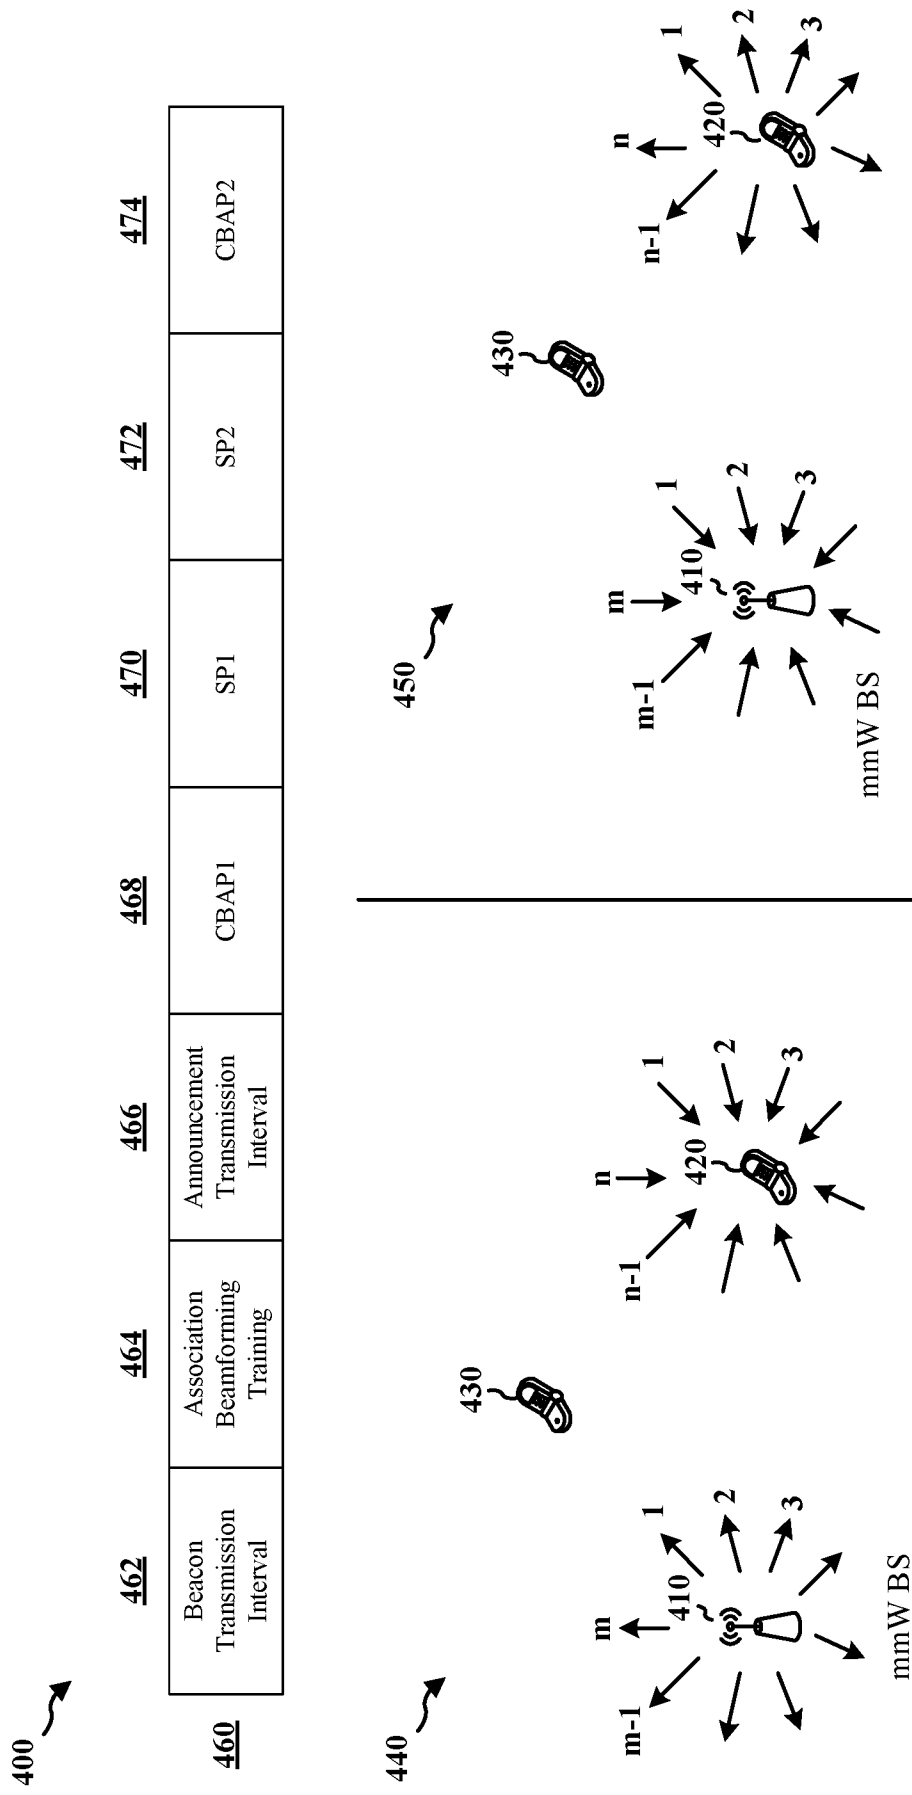 400
462
464
466
468
470
472
474
460
Beacon
Transmission
Interval
Association
Beamforming
Training
Announcement
Transmission
Interval
CBAP1
SP1
SP2
CBAP2
440
430
m-1
m
410
1
2
3
mmW BS
n-1
n
420
1
2
3
450
430
m-1
m
410
1
2
3
mmW BS
n-1
n
420
1
2
3